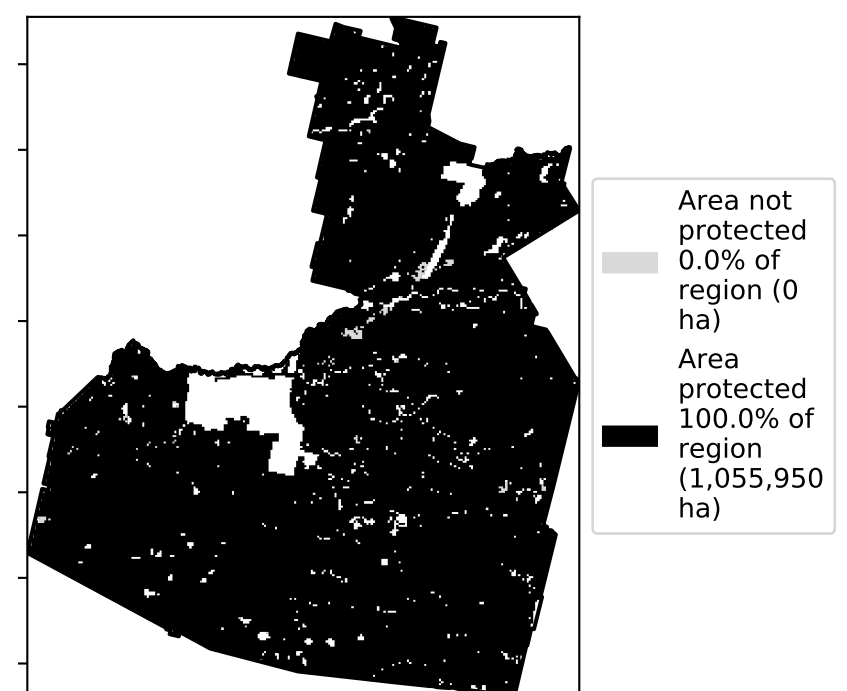 Area not
protected
0.0% of
region (0
ha)
Area
protected
100.0% of
region
(1,055,950
ha)